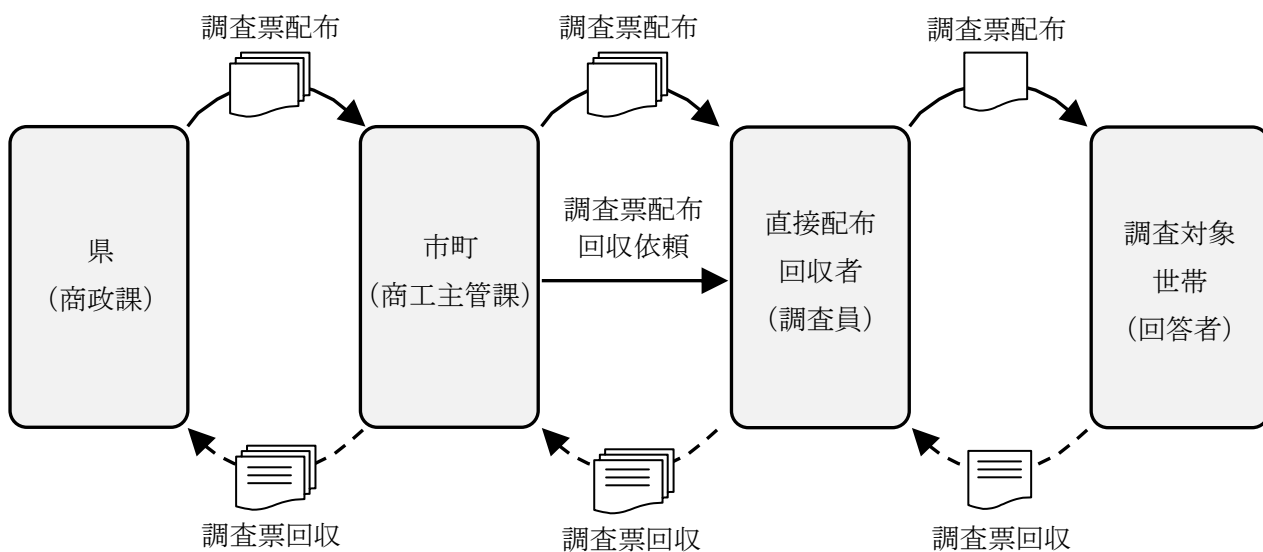 調査票配布
調査票配布
調査票配布
県
（商政課）
市町
（商工主管課）
調査票配布
回収依頼
直接配布
回収者
（調査員）
調査対象
世帯
（回答者）
調査票回収
調査票回収
調査票回収